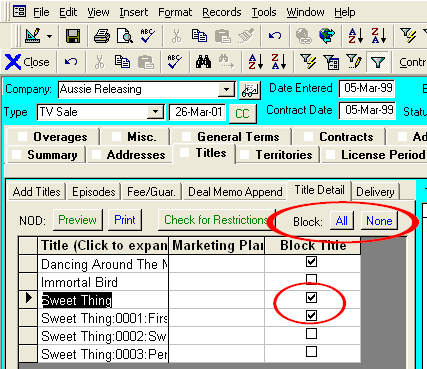 File Edit View Insert Format Records Tools Window Help
Close
Contr
Company: Aussie Releasing Date Entered 05-Mar-99
Type TV Sale 26-Mar-01 CC Contract Date 05-Mar-99 Statu
Overages Misc. General Terms Contracts Ad
Summary Addresses Titles Territories License Period
Add Titles Episodes Fee/Guar. Deal Memo Append Title Detail Delivery
NOD: Preview Print Check for Restrictions Block: All None
Title (Click to expan Marketing Plan Block Title
Dancing Around The M
Immortal Bird
Sweet Thing
Sweet Thing:0001:Firs
Sweet Thing:0002:Sw
Sweet Thing:0003:Per